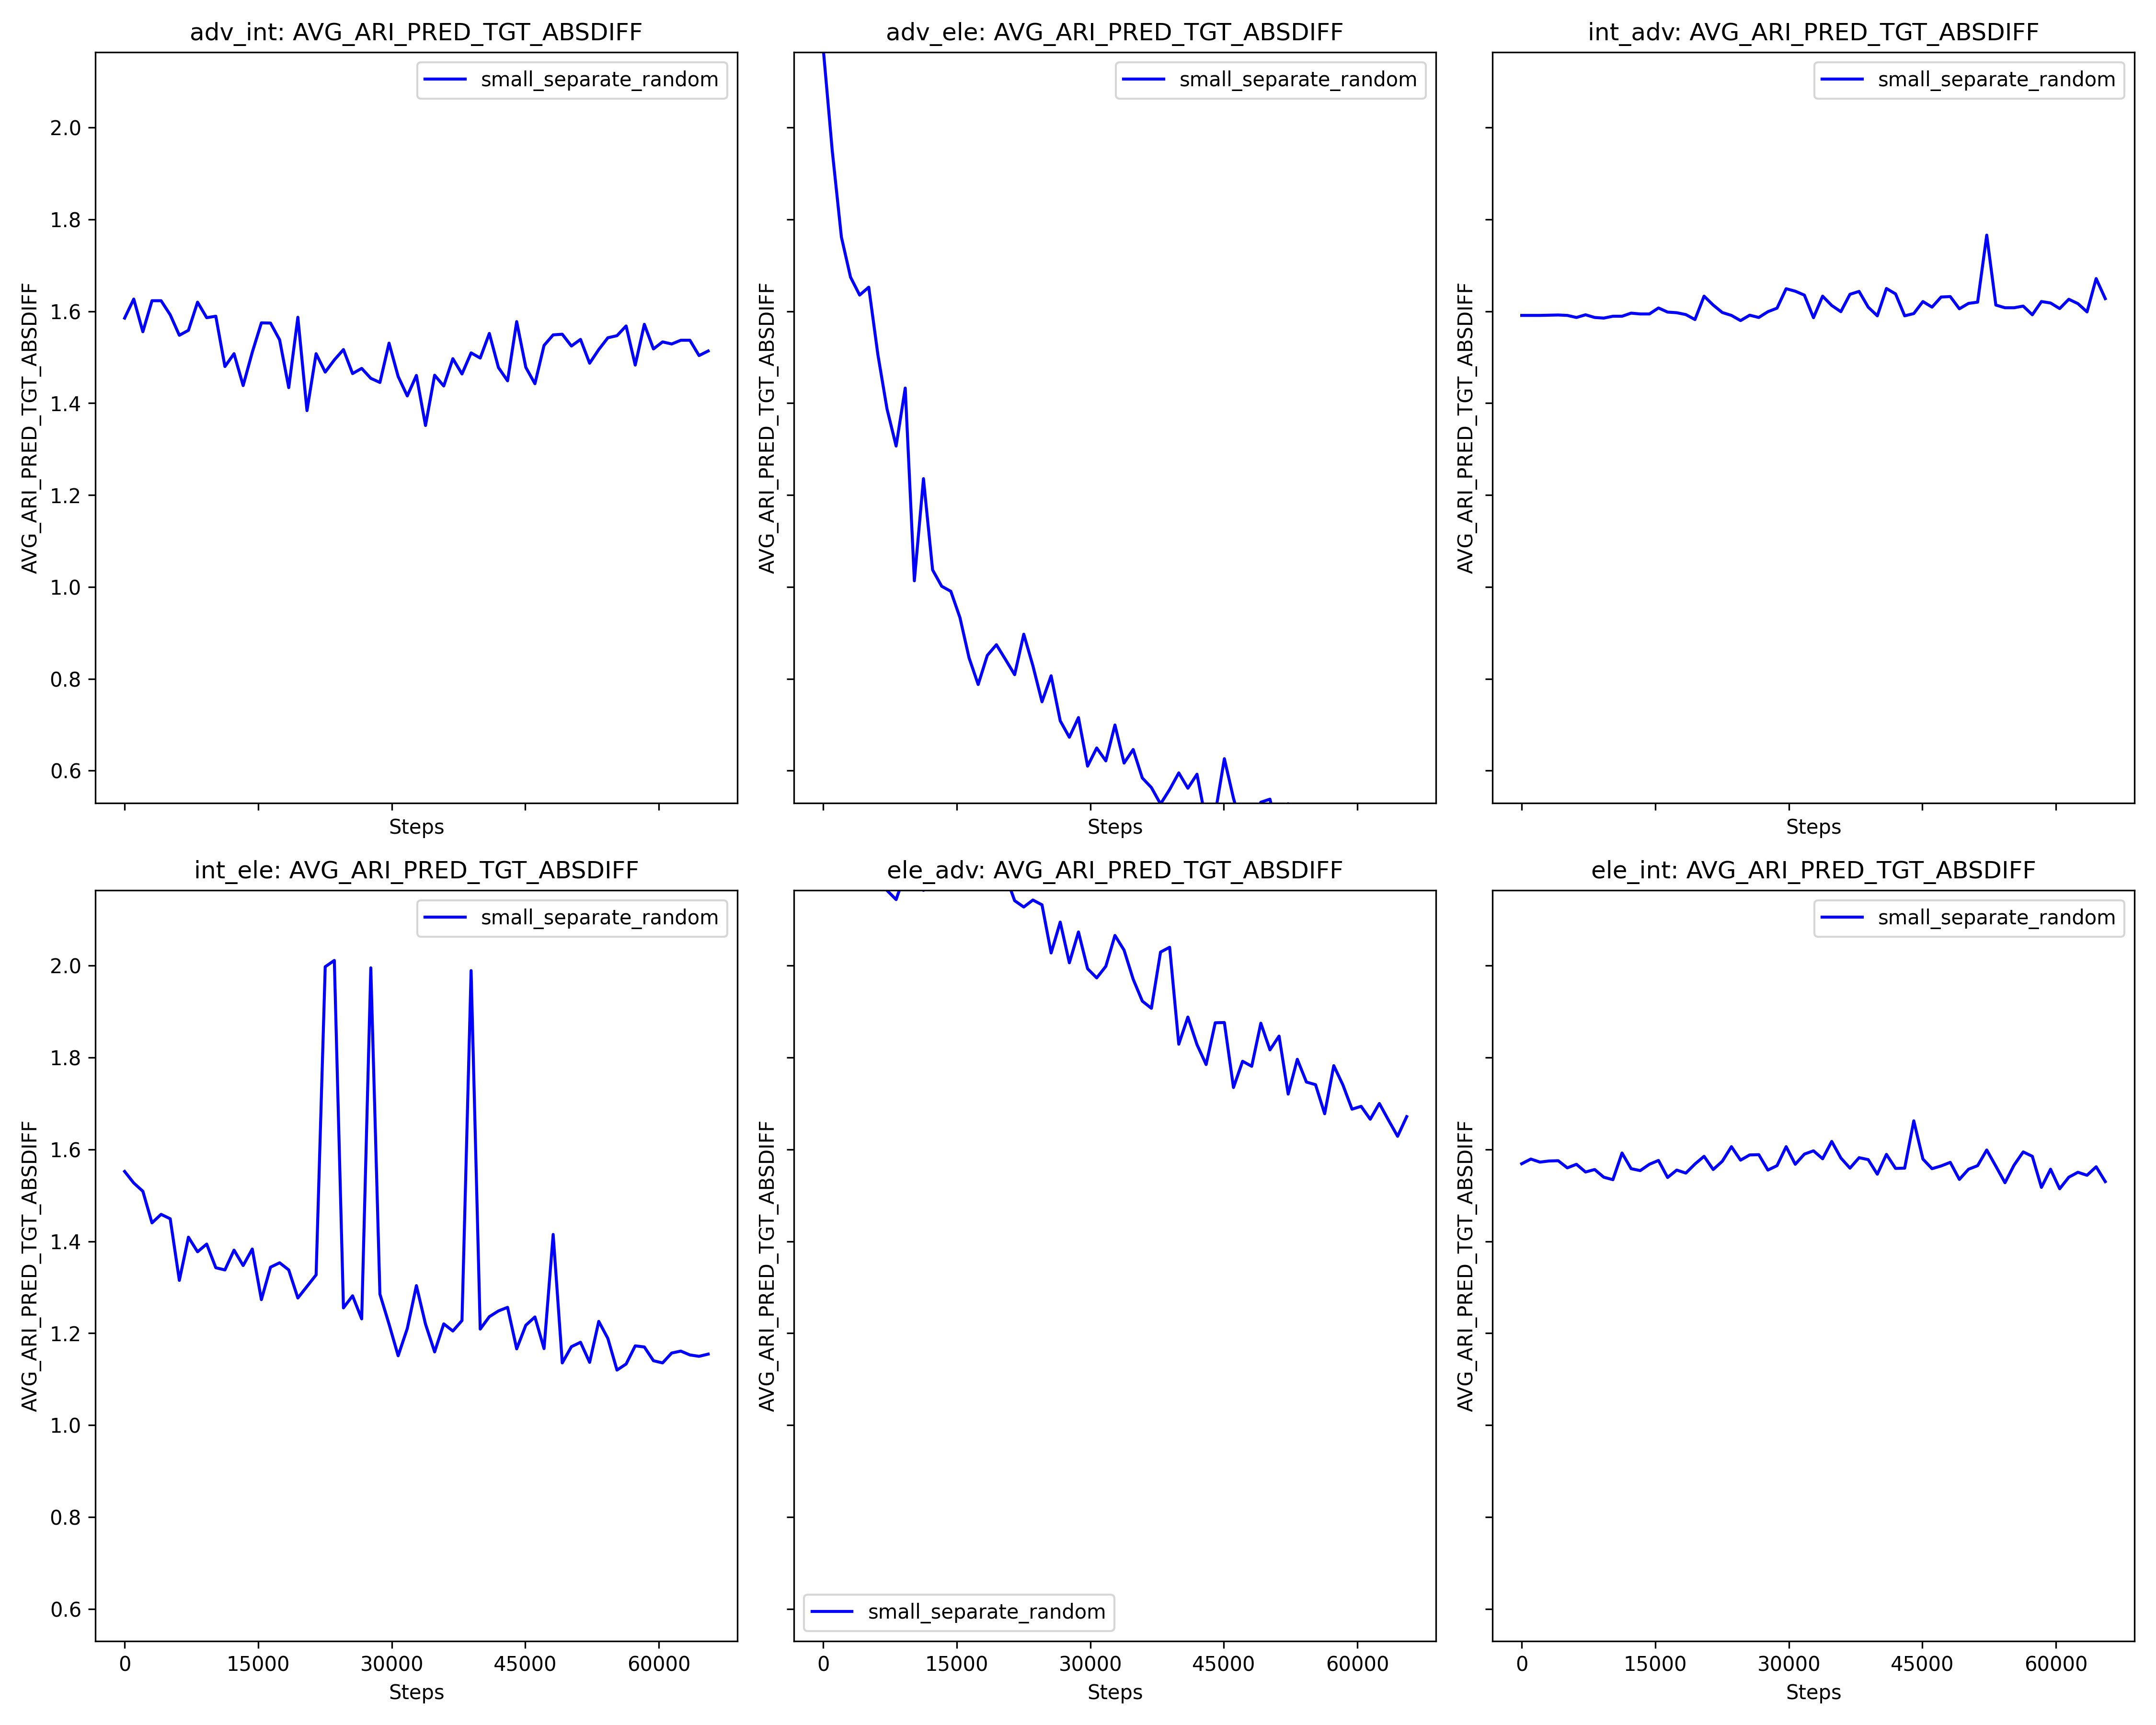 adv_int: AVG_ARI_PRED_TGT_ABSDIFF
small_separate_random
2.0
1.8
1.6
1.4
1.2
1.0
0.8
0.6
AVG_ARI_PRED_TGT_ABSDIFF
Steps
adv_ele: AVG_ARI_PRED_TGT_ABSDIFF
small_separate_random
AVG_ARI_PRED_TGT_ABSDIFF
Steps
int_adv: AVG_ARI_PRED_TGT_ABSDIFF
small_separate_random
AVG_ARI_PRED_TGT_ABSDIFF
Steps
int_ele: AVG_ARI_PRED_TGT_ABSDIFF
small_separate_random
2.0
1.8
1.6
1.4
1.2
1.0
0.8
0.6
AVG_ARI_PRED_TGT_ABSDIFF
0 15000 30000 45000 60000
Steps
ele_adv: AVG_ARI_PRED_TGT_ABSDIFF
AVG_ARI_PRED_TGT_ABSDIFF
small_separate_random
0 15000 30000 45000 60000
Steps
ele_int: AVG_ARI_PRED_TGT_ABSDIFF
small_separate_random
AVG_ARI_PRED_TGT_ABSDIFF
0 15000 30000 45000 60000
Steps